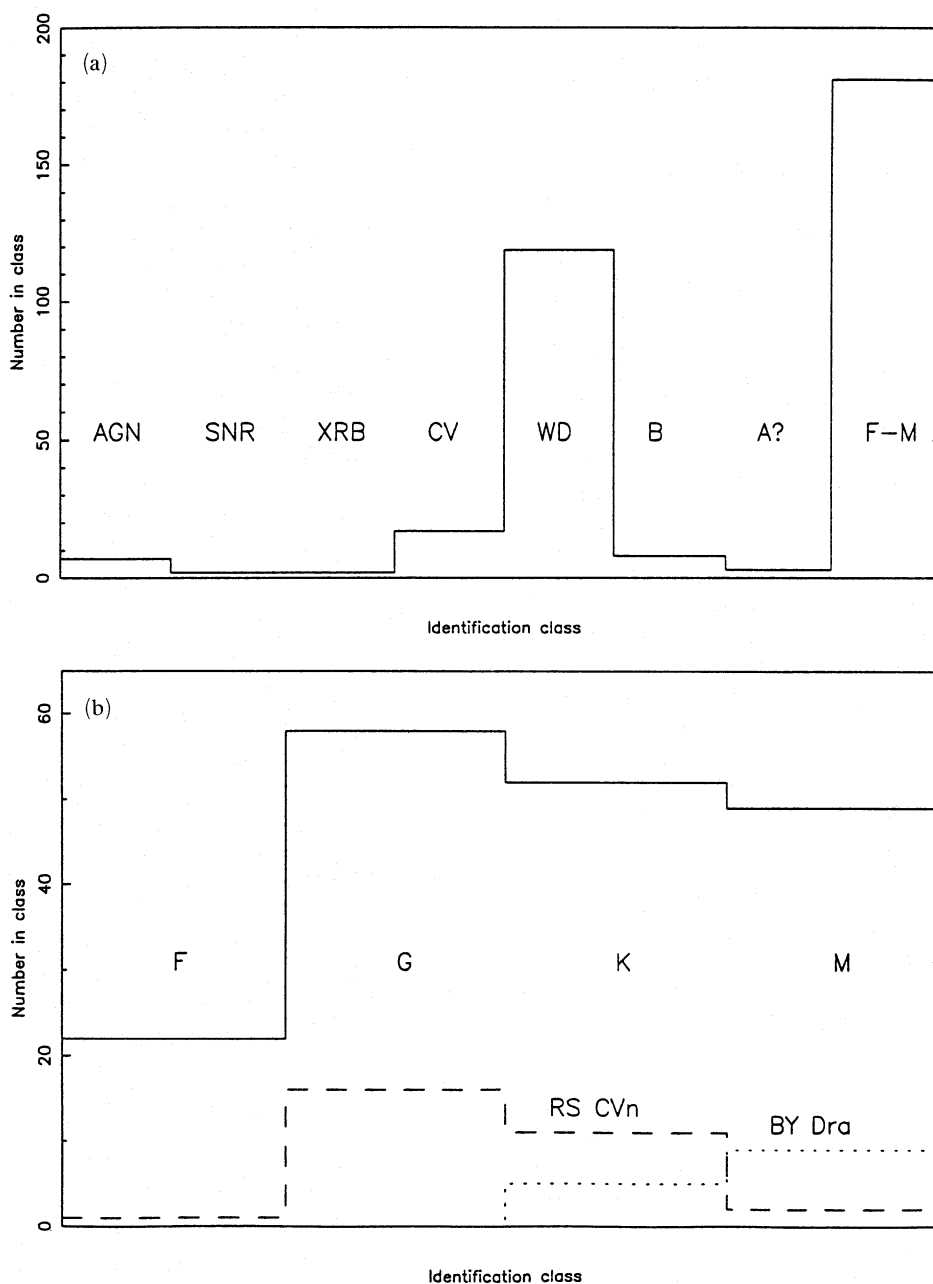 (a)
200
150
100
50
0
Number in class
AGN SNR XRB CV WD B A? F-M
Identification class
(b)
60
40
20
0
Number in class
F G K M
RS CVn
BY Dra
Identification class